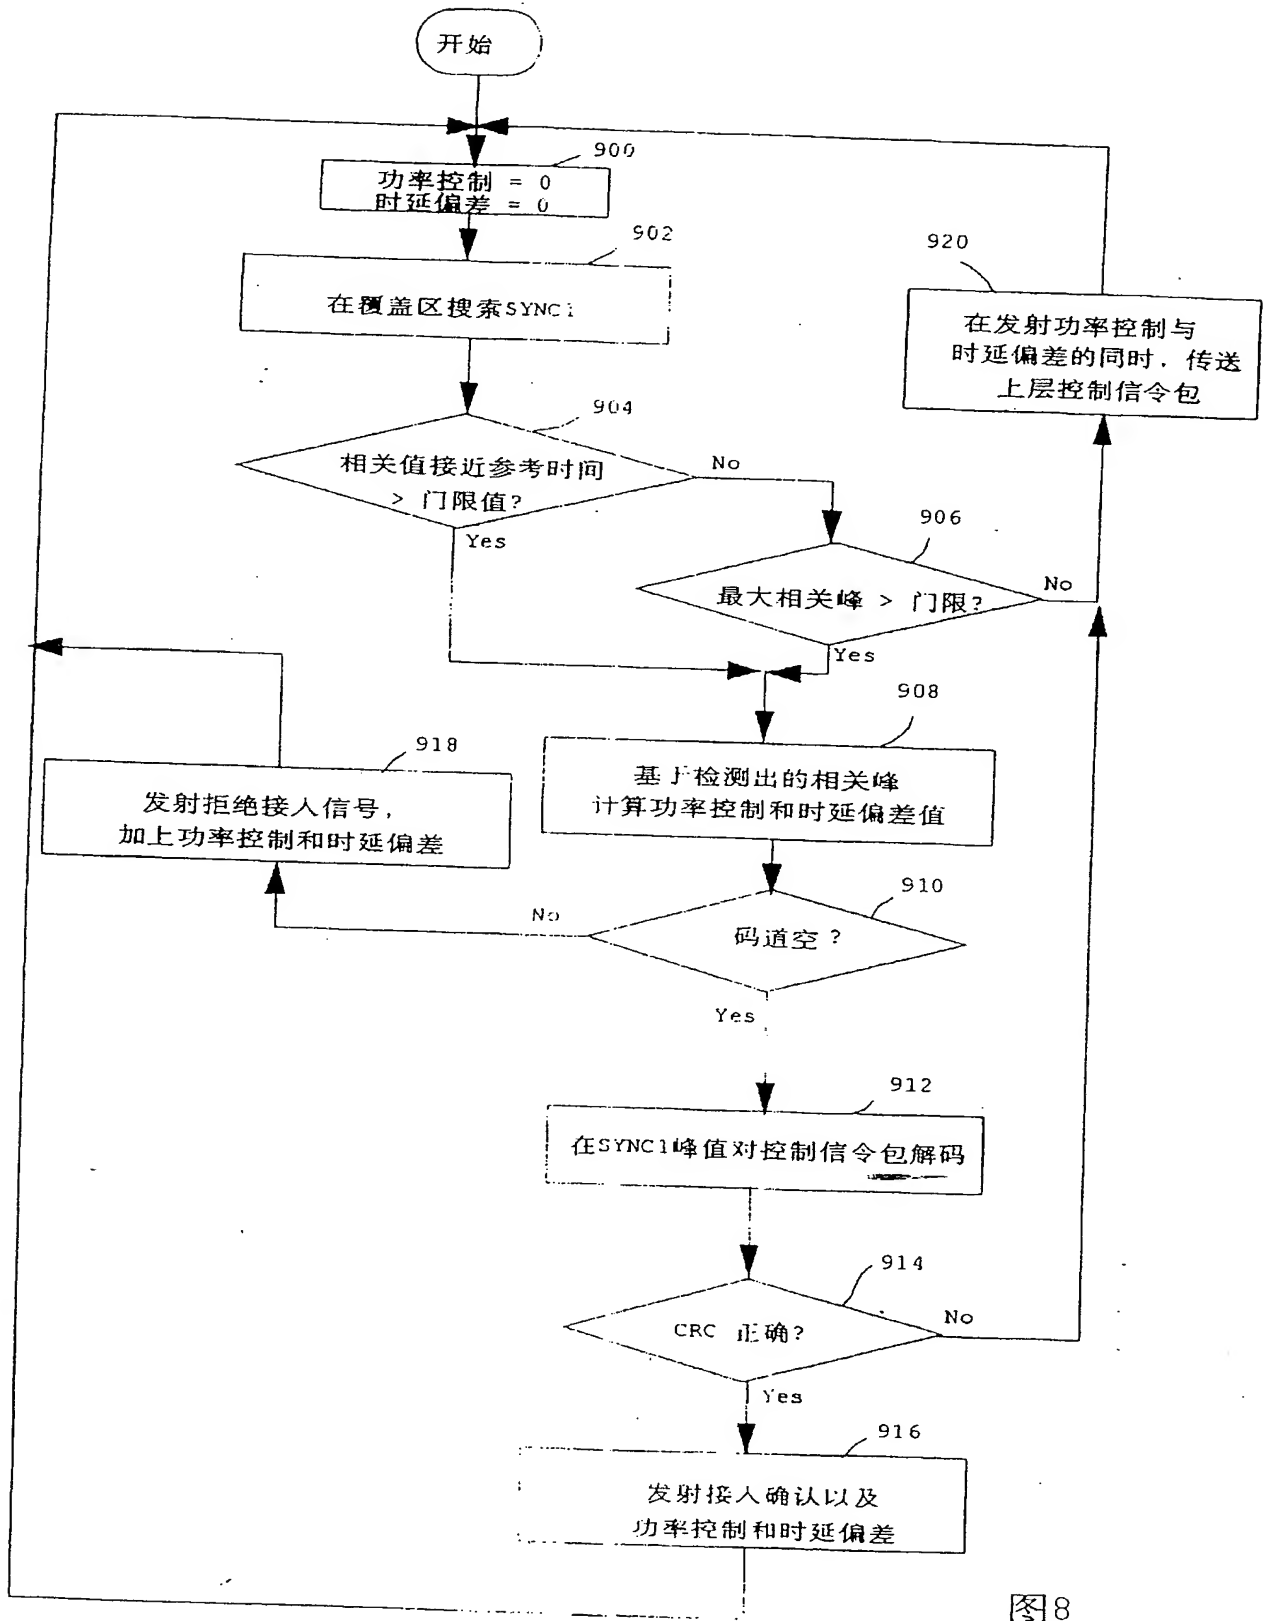 开始
900
功率控制 = 0
时延偏差 = 0
902
在覆盖区搜索SYNC1
920
在发射功率控制与
时延偏差的同时，传送
上层控制信令包
904
相关值接近参考时间
> 门限值?
No
Yes
906
最大相关峰 > 门限?
No
Yes
908
基于检测出的相关峰
计算功率控制和时延偏差值
918
发射拒绝接人信号，
加上功率控制和时延偏差
910
码道空？
No
Yes
912
在SYNC1峰值对控制信令包解码
914
CRC 正确?
No
Yes
916
发射接人确认以及
功率控制和时延偏差
图8